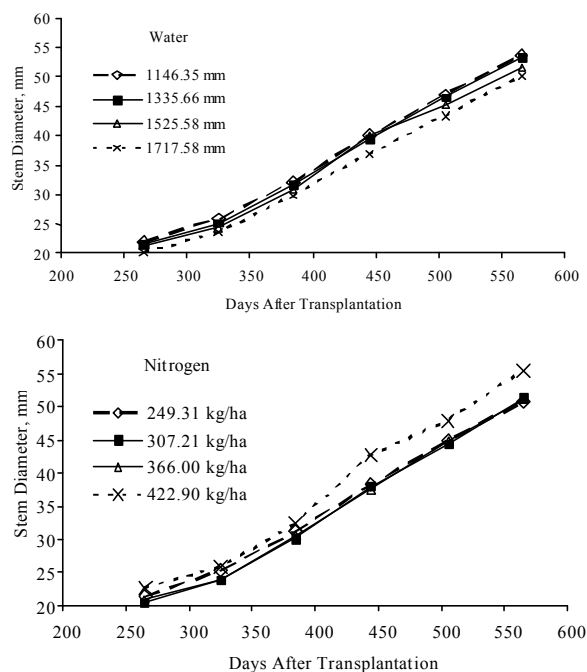 55
Water
50
1146.35 mm
45
1335.66 mm
40
1525.58 mm
35
1717.58 mm
30
25
20
Stem Diameter, mm
200 250 300 350 400 450 500 550 600
Days After Transplantation
60
55
Nitrogen
50
249.31 kg/ha
45
307.21 kg/ha
40
366.00 kg/ha
35
422.90 kg/ha
30
25
20
Stem Diameter, mm
200 250 300 350 400 450 500 550 600
Days After Transplantation